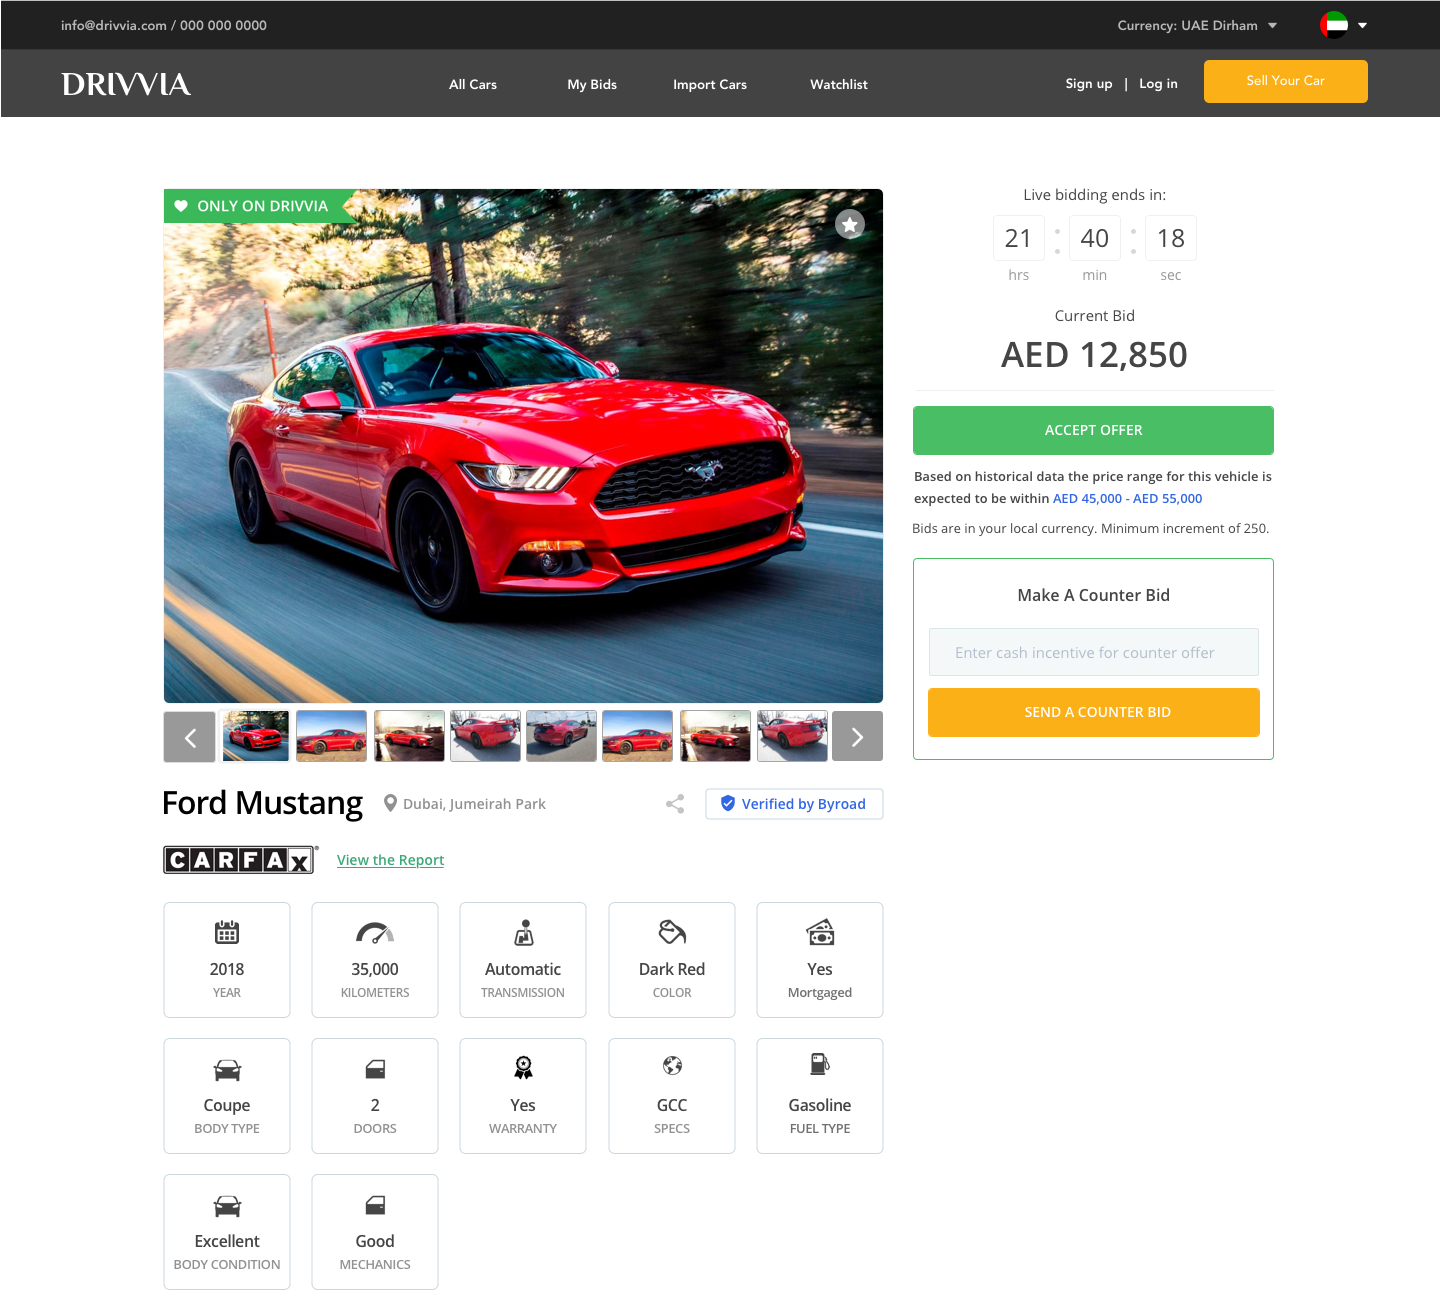 info@drivvia.com / 000 000 0000
Currency: UAE Dirham
DRIVVIA
All Cars
My Bids
Import Cars
Watchlist
Sign up | Log in
Sell Your Car
ONLY ON DRIVVIA
Live bidding ends in:
21 : 40 : 18
hrs min sec
Current Bid
AED 12,850
ACCEPT OFFER
Based on historical data the price range for this vehicle is
expected to be within AED 45,000 - AED 55,000
Bids are in your local currency. Minimum increment of 250.
Make A Counter Bid
Enter cash incentive for counter offer
SEND A COUNTER BID
Ford Mustang
Dubai, Jumeirah Park
Verified by Byroad
CARFAX®
View the Report
2018
YEAR
35,000
KILOMETERS
Automatic
TRANSMISSION
Dark Red
COLOR
Yes
Mortgaged
Coupe
BODY TYPE
2
DOORS
Yes
WARRANTY
GCC
SPECS
Gasoline
FUEL TYPE
Excellent
BODY CONDITION
Good
MECHANICS